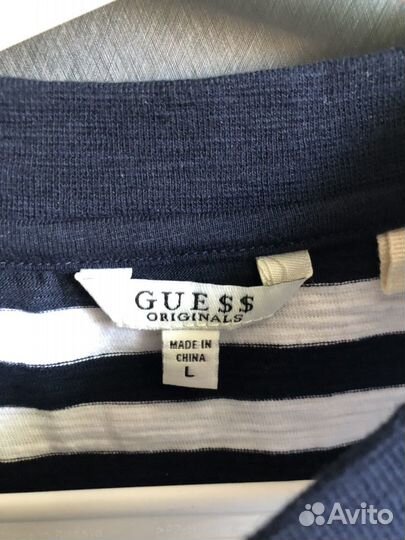 GUE$$
ORIGINALS
MADE IN
CHINA
L
Avito